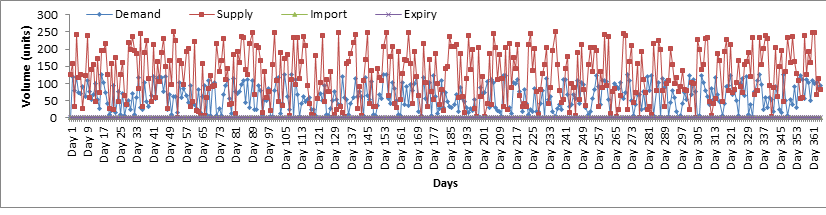 Demand Supply Import Expiry
Volume (units)
300
250
200
150
100
50
0
Day 1 Day 9 Day 17 Day 25 Day 33 Day 41 Day 49 Day 57 Day 65 Day 73 Day 81 Day 89 Day 97 Day 105 Day 113 Day 121 Day 129 Day 137 Day 145 Day 153 Day 161 Day 169 Day 177 Day 185 Day 193 Day 201 Day 209 Day 217 Day 225 Day 233 Day 241 Day 249 Day 257 Day 265 Day 273 Day 281 Day 289 Day 297 Day 305 Day 313 Day 321 Day 329 Day 337 Day 345 Day 353 Day 361
Days